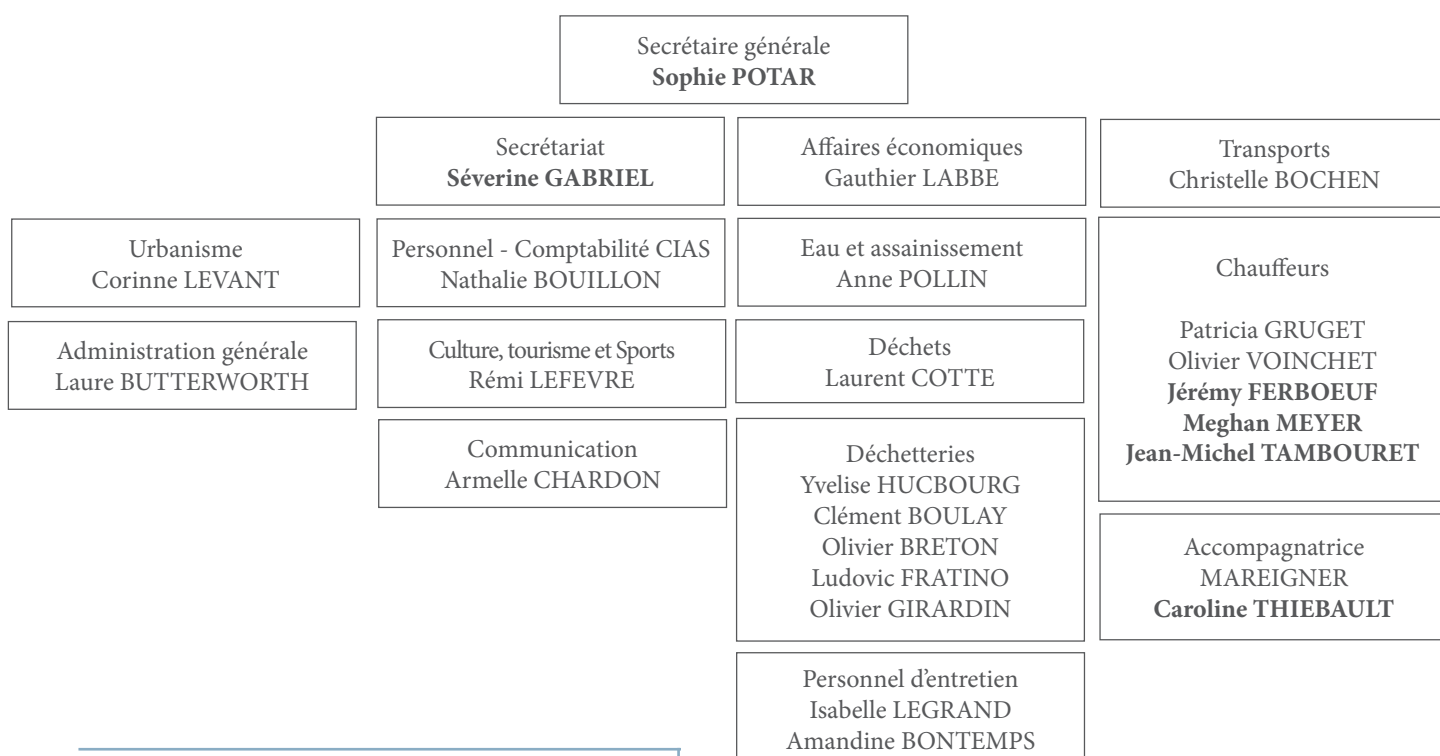 Secrétaire générale
Sophie POTAR
Secrétariat
Séverine GABRIEL
Affaires économiques
Gauthier LABBE
Transports
Christelle BOCHEN
Urbanisme
Corinne LEVANT
Personnel - Comptabilité CIAS
Nathalie BOUILLON
Eau et assainissement
Anne POLLIN
Chauffeurs
Patricia GRUGET
Olivier VOINCHET
Jérémy FERBOEUF
Meghan MEYER
Jean-Michel TAMBOURET
Administration générale
Laure BUTTERWORTH
Culture, tourisme et Sports
Rémi LEFEVRE
Déchets
Laurent COTTE
Communication
Armelle CHARDON
Déchetteries
Yvelise HUCBOURG
Clément BOULAY
Olivier BRETON
Ludovic FRATINO
Olivier GIRARDIN
Accompagnatrice
MAREIGNER
Caroline THIEBAULT
Personnel d'entretien
Isabelle LEGRAND
Amandine BONTEMPS